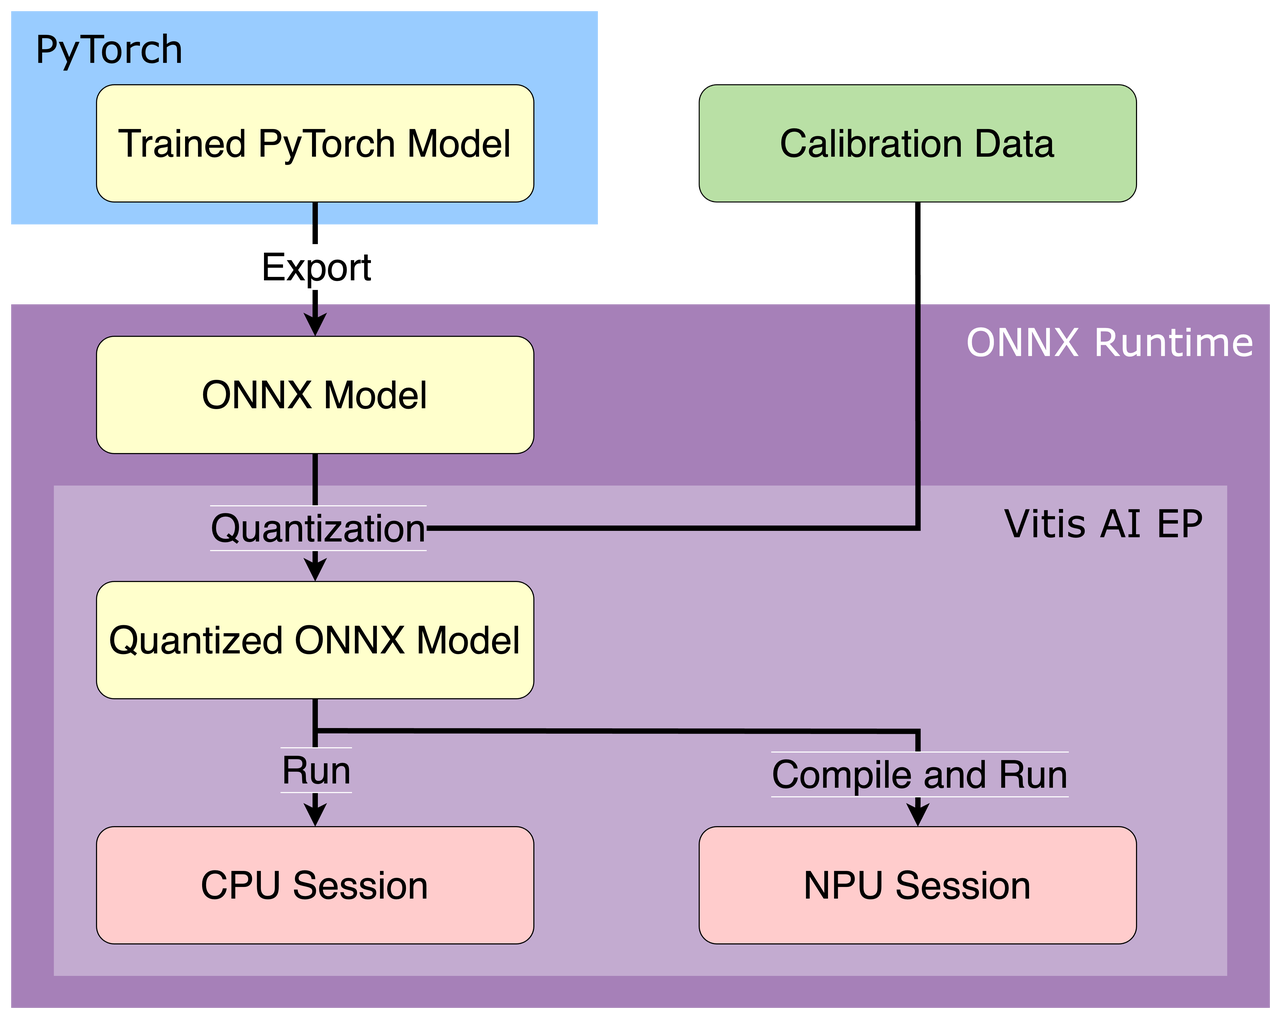 PyTorch
Trained PyTorch Model
Calibration Data
Export
ONNX Runtime
ONNX Model
Vitis AI EP
Quantization
Quantized ONNX Model
Run
Compile and Run
CPU Session
NPU Session